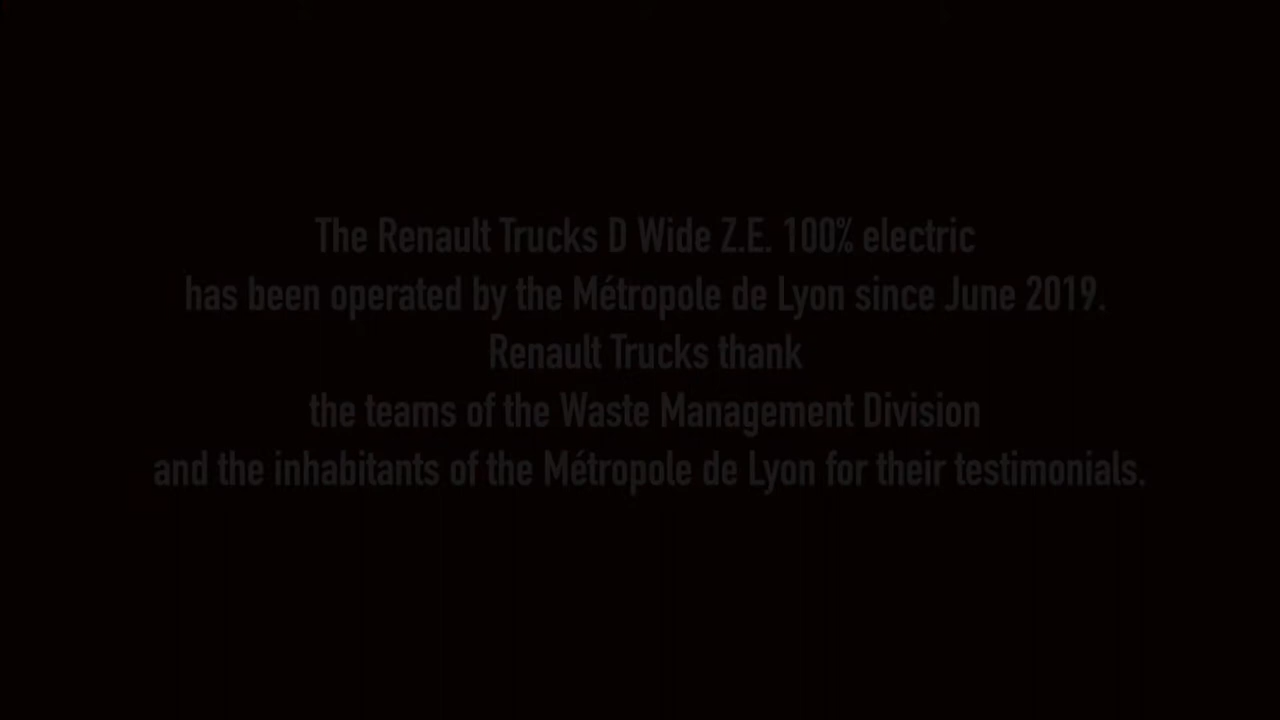 The Renault Trucks D Wide Z.E. 100% electric
has been operated by the Métropole de Lyon since June 2019.
Renault Trucks thank
the teams of the Waste Management Division
and the inhabitants of the Métropole de Lyon for their testimonials.